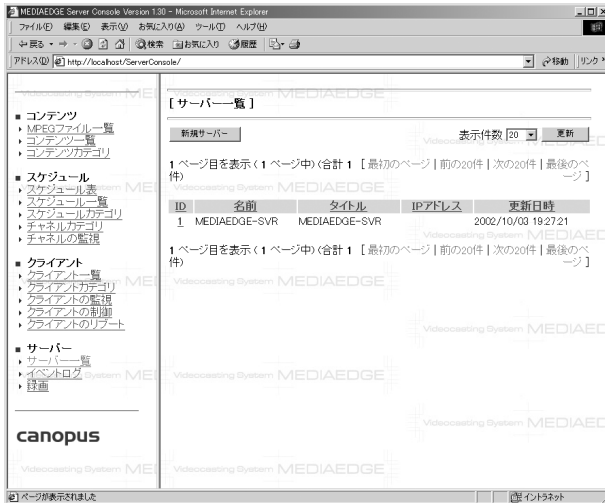 MEDIAEDGE Server Console Version 1.30 - Microsoft Internet Explorer
ファイル(F) 編集(E) 表示(V) お気に入り(A) ツール(T) ヘルプ(H)
戻る 検索 お気に入り 履歴
アドレス(D) http://localhost/ServerConsole/ 移動 リンク
■ コンテンツ
MPEGファイル一覧
コンテンツ一覧
コンテンツカテゴリ
■ スケジュール
スケジュール表
スケジュール一覧
スケジュールカテゴリ
チャネルカテゴリ
チャネルの監視
■ クライアント
クライアント一覧
クライアントカテゴリ
クライアントの監視
クライアントの制御
クライアントのリブート
■ サーバー
サーバー一覧
イベントログ
録画
canopus
[ サーバー一覧 ]
新規サーバー 表示件数 20 更新
1 ページ目を表示 ( 1 ページ中) (合計 1 [ 最初のページ | 前の20件 | 次の20件 | 最後のペ
件) ージ ]
ID 名前 タイトル IPアドレス 更新日時
1 MEDIAEDGE-SVR MEDIAEDGE-SVR 2002/10/03 19:27:21
1 ページ目を表示 ( 1 ページ中) (合計 1 [ 最初のページ | 前の20件 | 次の20件 | 最後のペ
件) ージ ]
Videocasting System MEDIAEDGE
ページが表示されました イントラネット